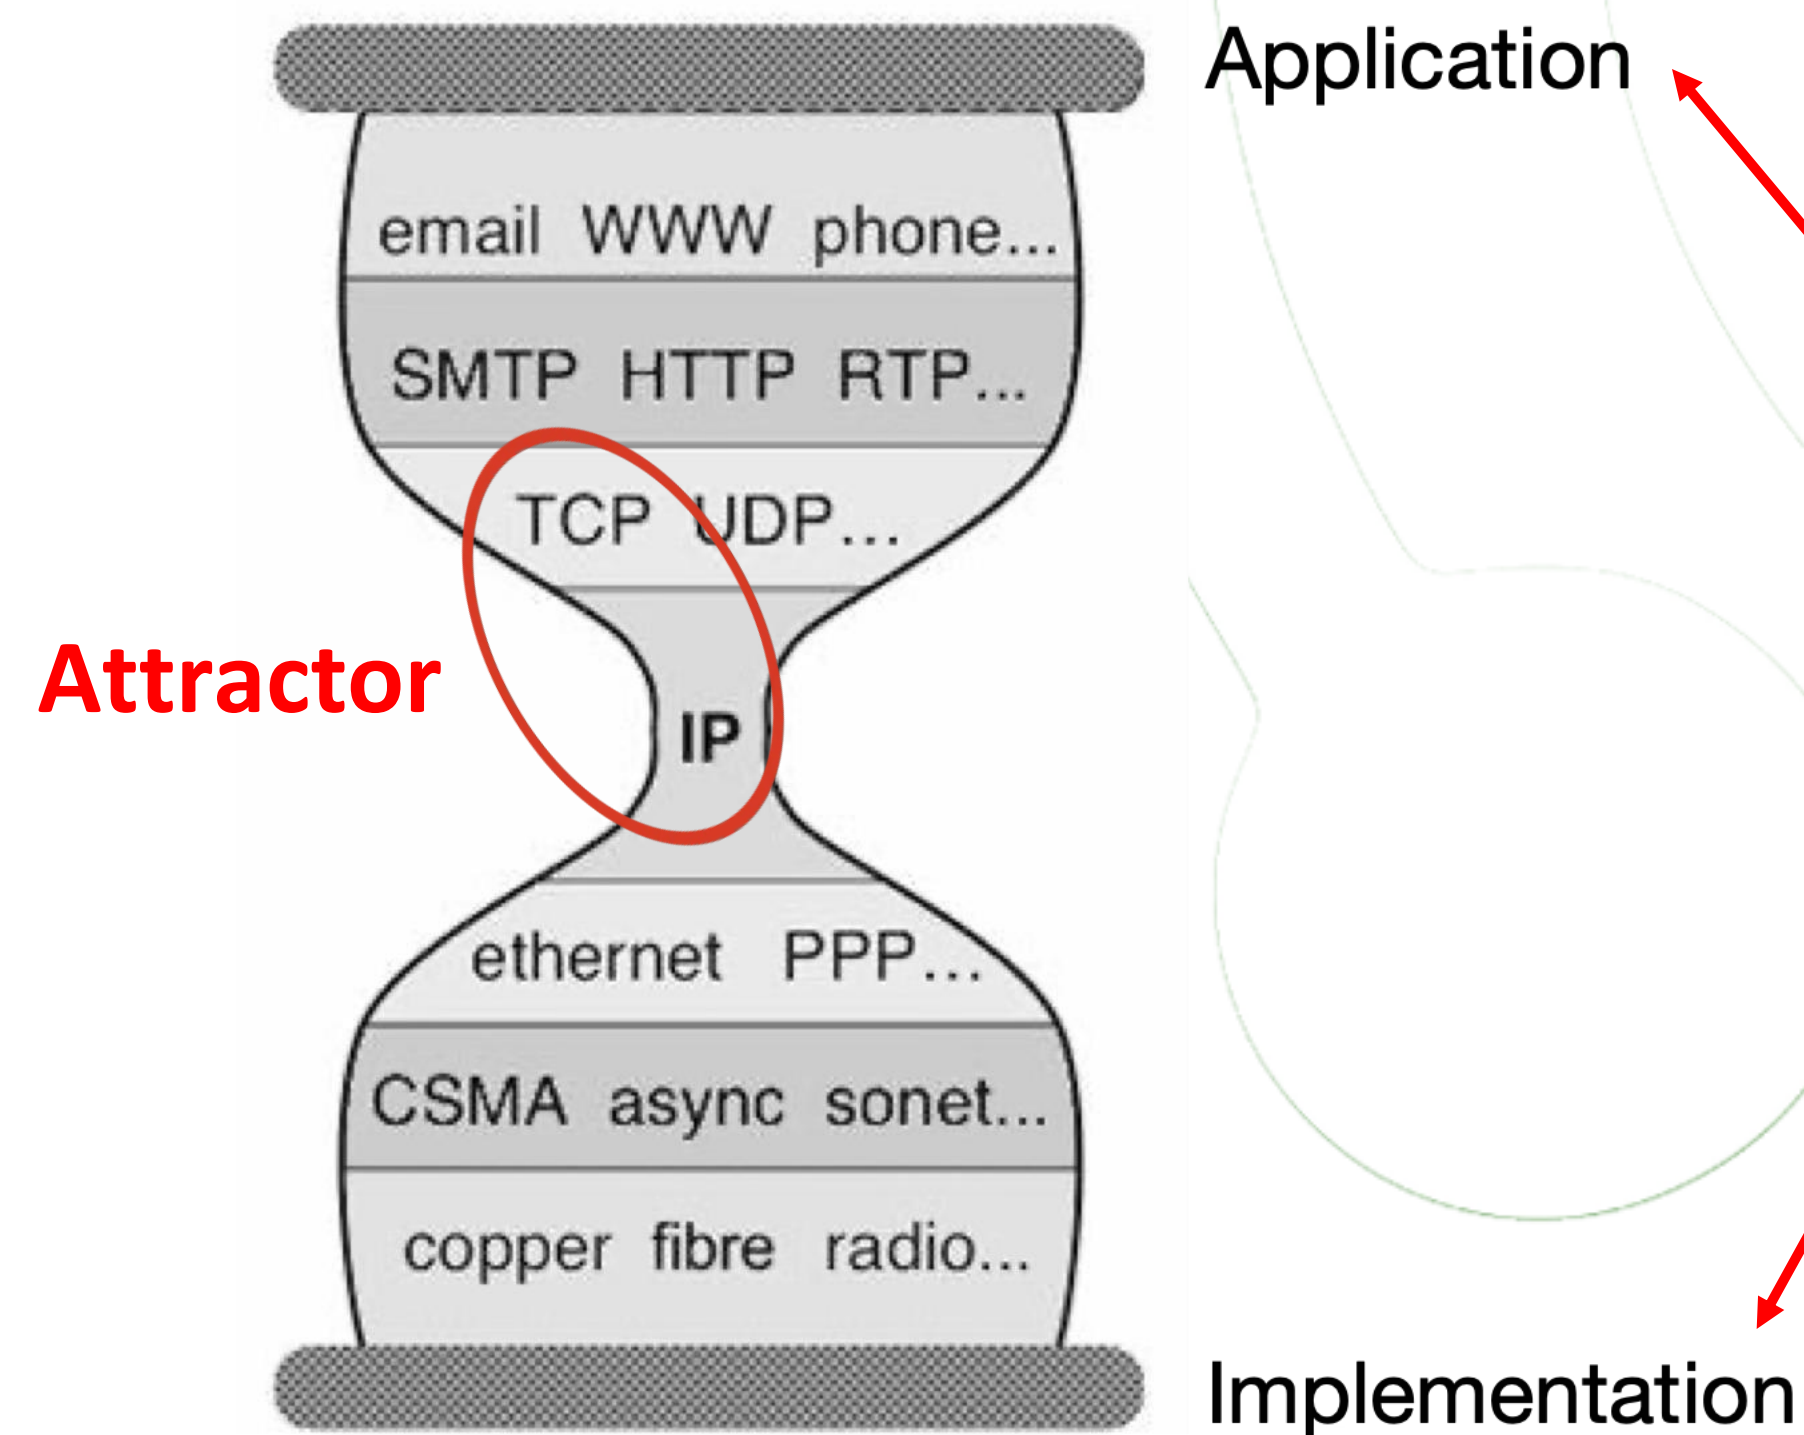 Application
email WWW phone...
SMTP HTTP RTP...
TCP UDP...
Attractor
IP
ethernet PPP...
CSMA async sonet...
copper fibre radio...
Implementation